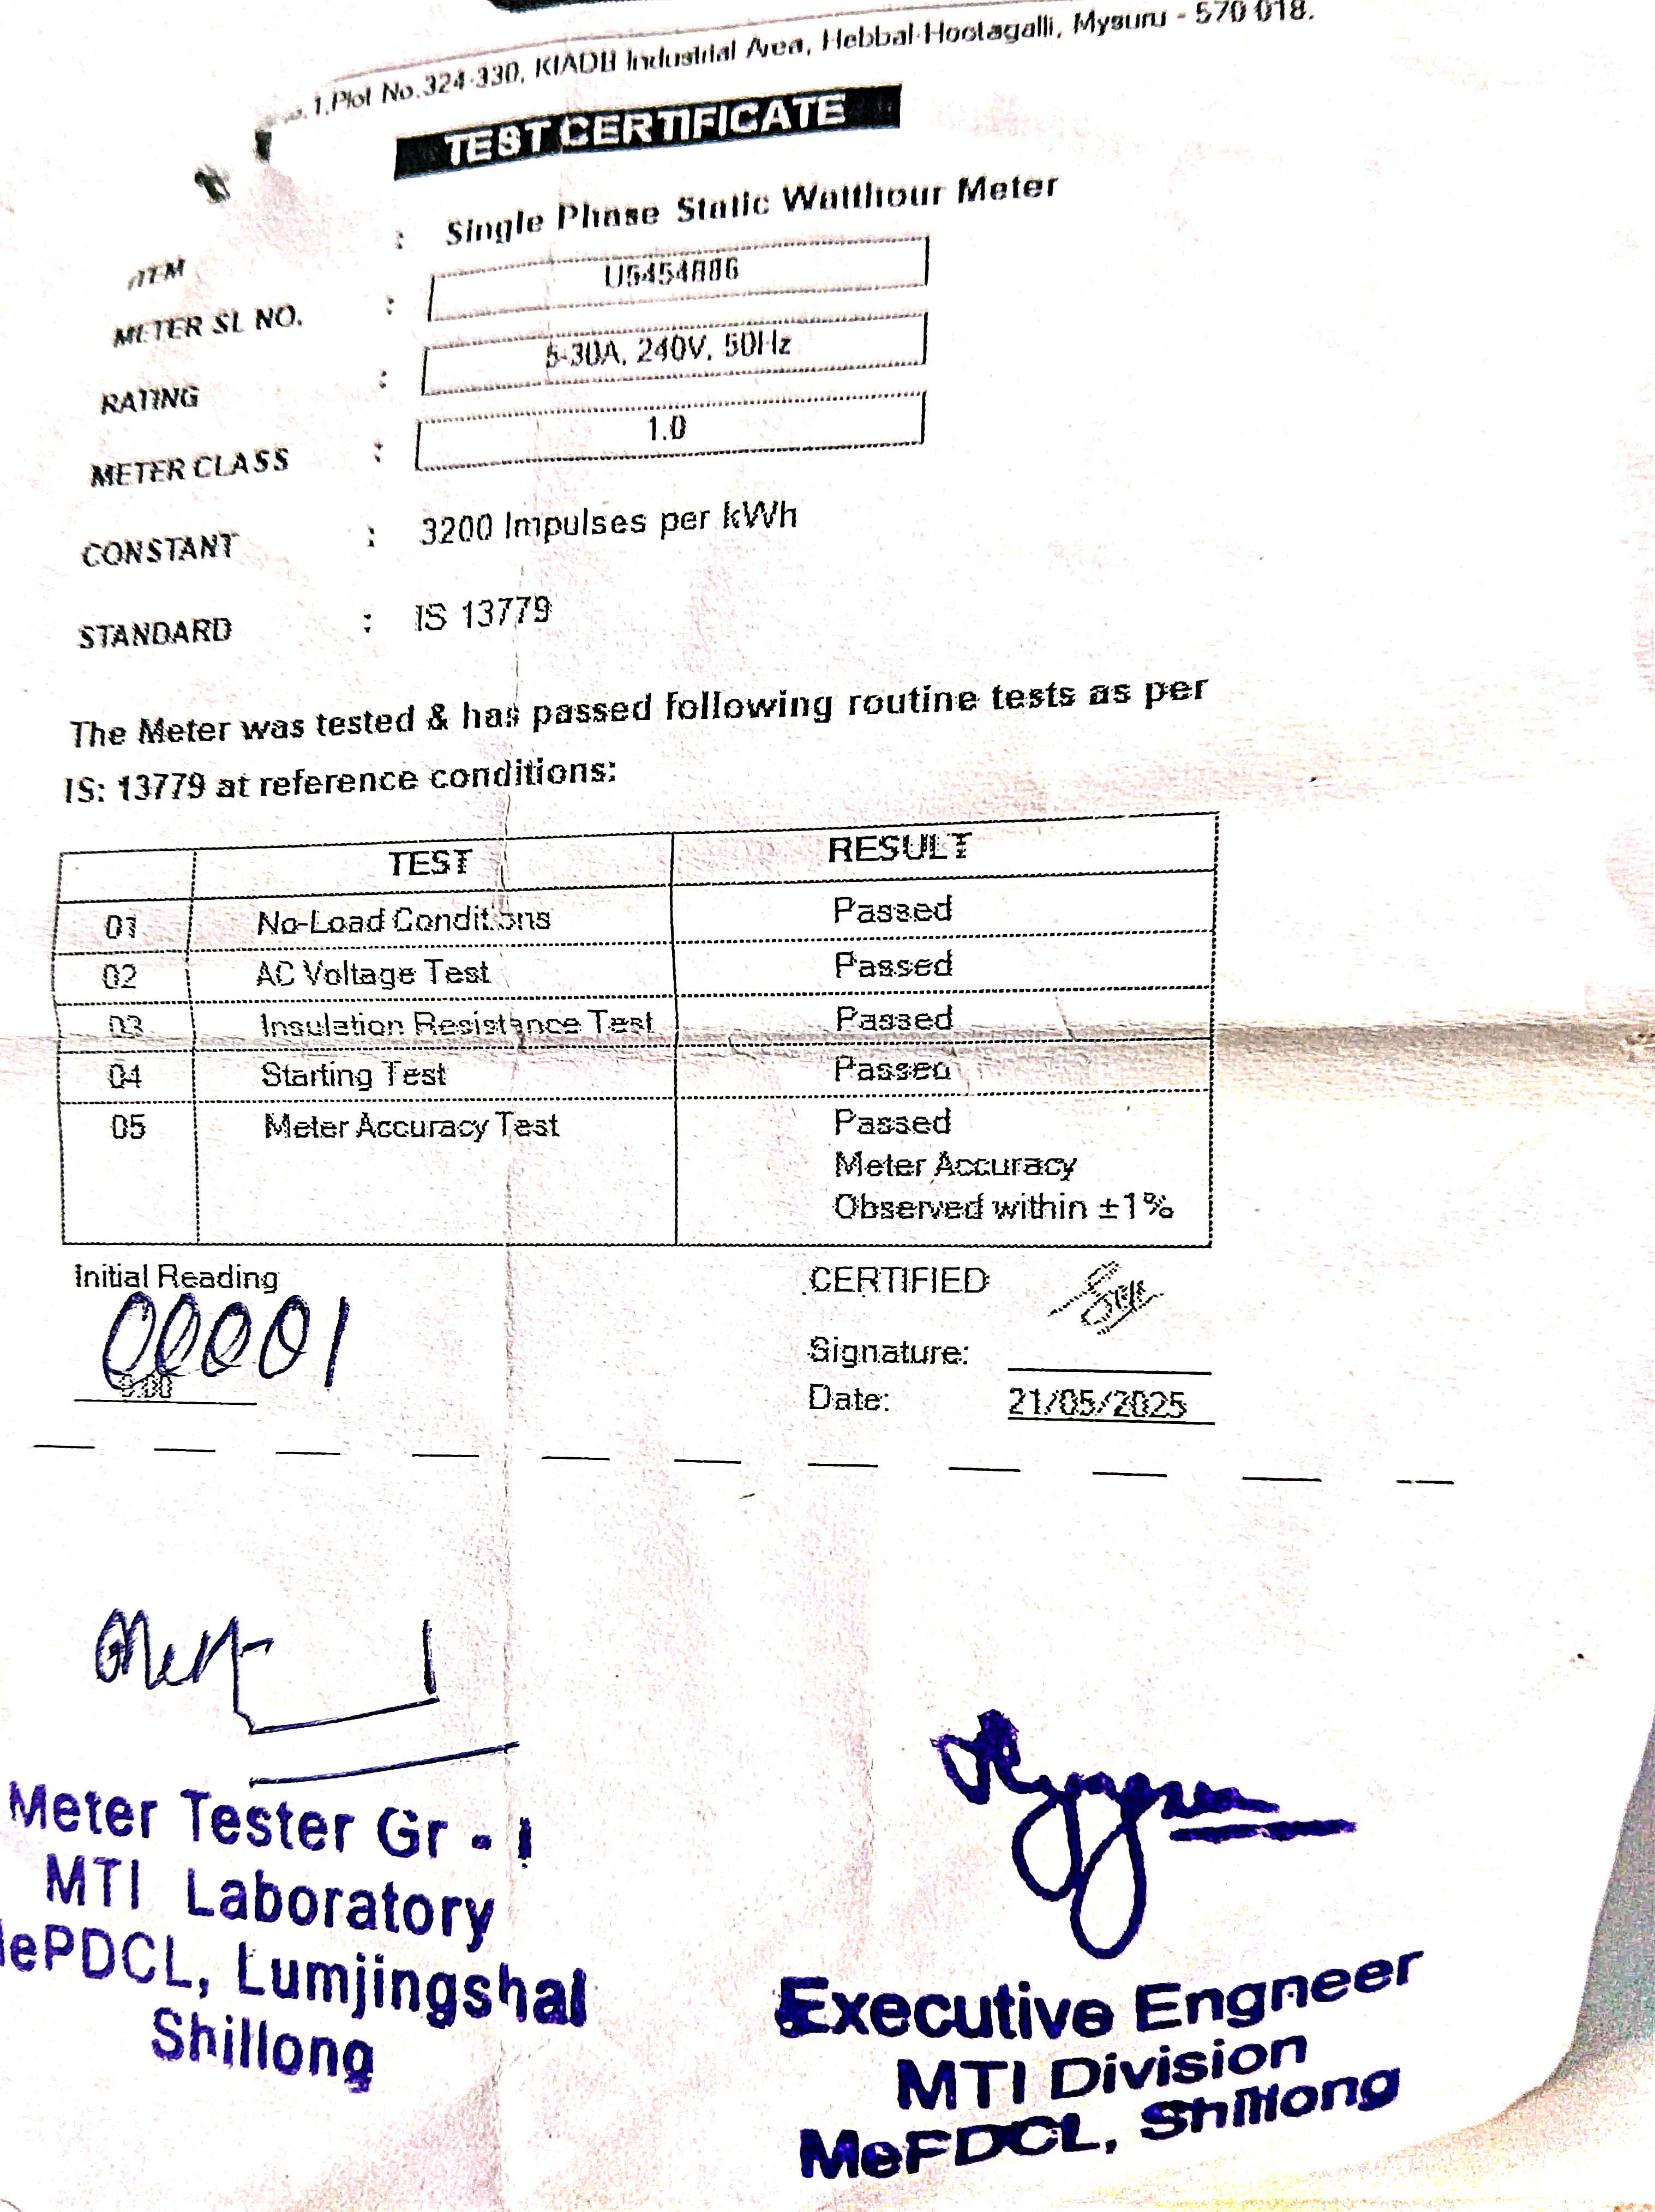 1, Plot No.324-330, KIADB Industrial Area, Hebbal-Hootagalli, Mysuru - 570 018.
TEST CERTIFICATE
ITEM : Single Phase Static Watthour Meter
METER SL NO. :
RATING : 5-30A, 240V, 50Hz
METER CLASS : 1.0
CONSTANT : 3200 Impulses per kWh
STANDARD : IS 13779
The Meter was tested & has passed following routine tests as per
IS: 13779 at reference conditions:
TEST RESULT
01 No-Load Conditions Passed
02 AC Voltage Test Passed
03 Insulation Resistance Test Passed
04 Starting Test Passed
05 Meter Accuracy Test Passed
Meter Accuracy
Observed within ±1%
Initial Reading
00001
CERTIFIED
Signature:
Date: 21/05/2025
Meter Tester Gr - I
MTI Laboratory
ePDCL, Lumjingshai
Shillong
Executive Engneer
MTI Division
MePDCL, Shillong